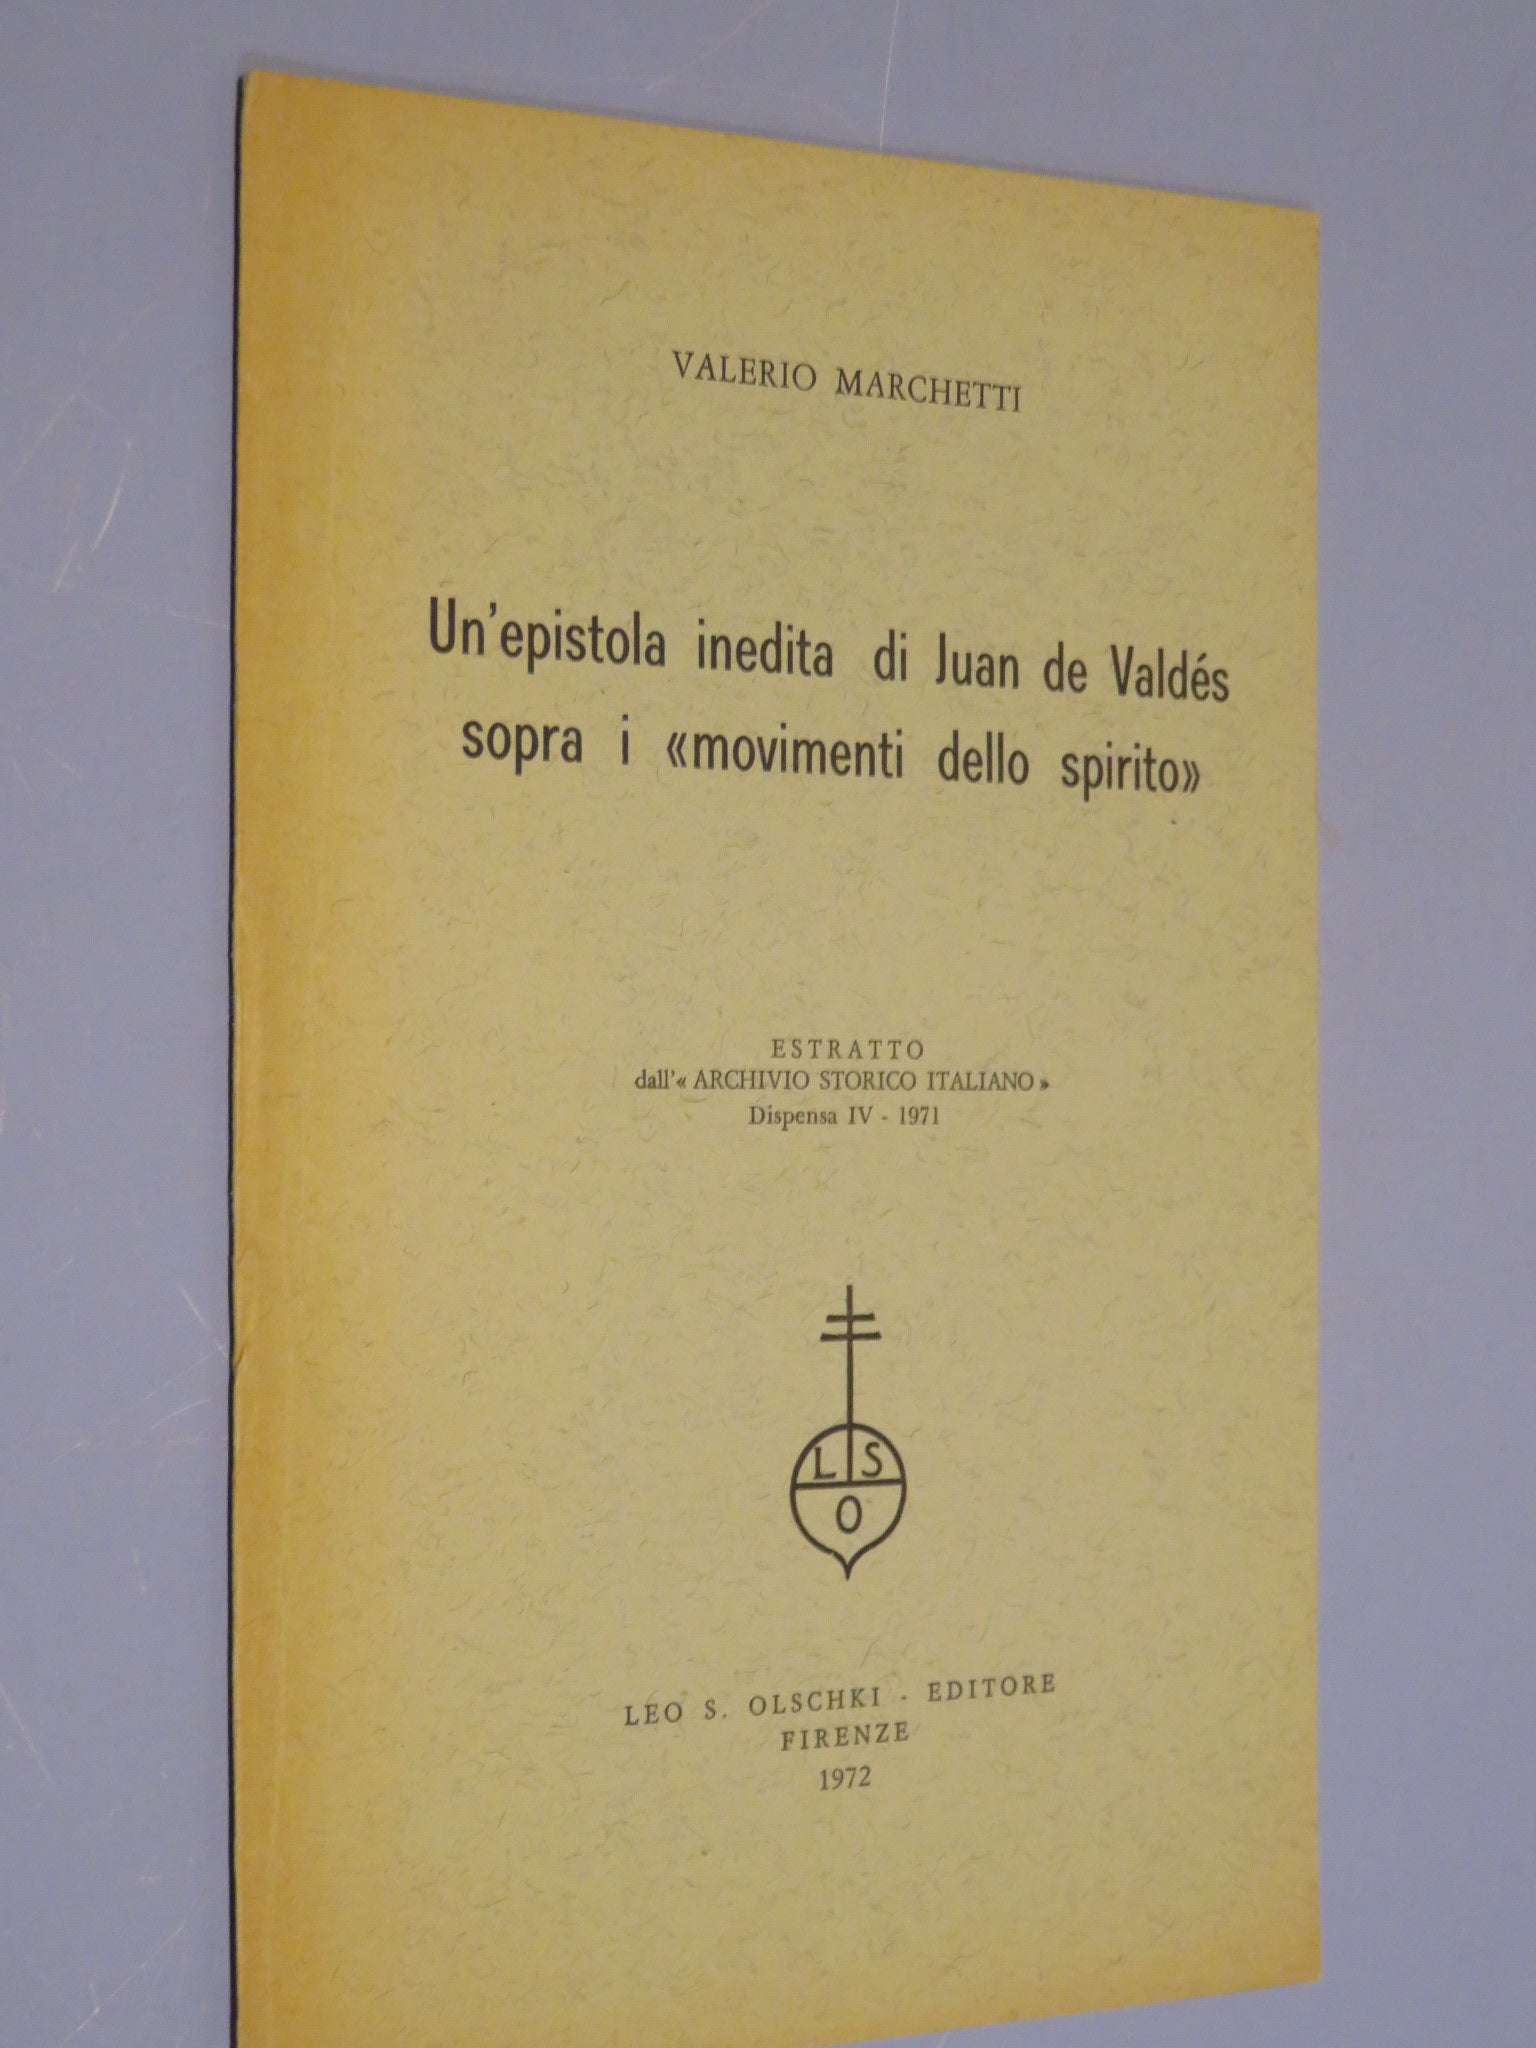 VALERIO MARCHETTI
Un'epistola inedita di Juan de Valdés
sopra i «movimenti dello spirito»
ESTRATTO
dall'« ARCHIVIO STORICO ITALIANO »
Dispensa IV - 1971
L S
O
LEO S. OLSCHKI - EDITORE
FIRENZE
1972